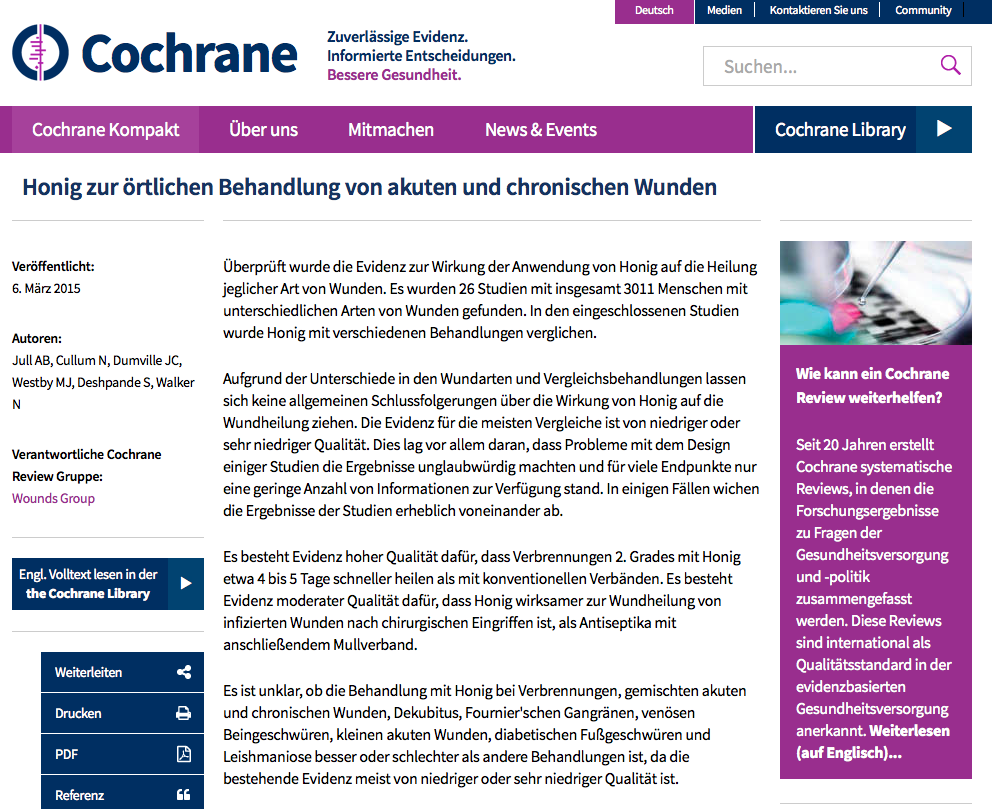 Deutsch
Medien
Kontaktieren Sie uns
Community
Cochrane
Zuverlässige Evidenz.
Informierte Entscheidungen.
Bessere Gesundheit.
Suchen...
Cochrane Kompakt
Über uns
Mitmachen
News & Events
Cochrane Library
Honig zur örtlichen Behandlung von akuten und chronischen Wunden
Veröffentlicht:
6. März 2015
Autoren:
Jull AB, Cullum N, Dumville JC,
Westby MJ, Deshpande S, Walker
N
Verantwortliche Cochrane
Review Gruppe:
Wounds Group
Engl. Volltext lesen in der
the Cochrane Library
Weiterleiten
Drucken
PDF
Referenz
Überprüft wurde die Evidenz zur Wirkung der Anwendung von Honig auf die Heilung
jeglicher Art von Wunden. Es wurden 26 Studien mit insgesamt 3011 Menschen mit
unterschiedlichen Arten von Wunden gefunden. In den eingeschlossenen Studien
wurde Honig mit verschiedenen Behandlungen verglichen.
Aufgrund der Unterschiede in den Wundarten und Vergleichsbehandlungen lassen
sich keine allgemeinen Schlussfolgerungen über die Wirkung von Honig auf die
Wundheilung ziehen. Die Evidenz für die meisten Vergleiche ist von niedriger oder
sehr niedriger Qualität. Dies lag vor allem daran, dass Probleme mit dem Design
einiger Studien die Ergebnisse unglaubwürdig machten und für viele Endpunkte nur
eine geringe Anzahl von Informationen zur Verfügung stand. In einigen Fällen wichen
die Ergebnisse der Studien erheblich voneinander ab.
Es besteht Evidenz hoher Qualität dafür, dass Verbrennungen 2. Grades mit Honig
etwa 4 bis 5 Tage schneller heilen als mit konventionellen Verbänden. Es besteht
Evidenz moderater Qualität dafür, dass Honig wirksamer zur Wundheilung von
infizierten Wunden nach chirurgischen Eingriffen ist, als Antiseptika mit
anschließendem Mullverband.
Es ist unklar, ob die Behandlung mit Honig bei Verbrennungen, gemischten akuten
und chronischen Wunden, Dekubitus, Fournier'schen Gangränen, venösen
Beingeschwüren, kleinen akuten Wunden, diabetischen Fußgeschwüren und
Leishmaniose besser oder schlechter als andere Behandlungen ist, da die
bestehende Evidenz meist von niedriger oder sehr niedriger Qualität ist.
Wie kann ein Cochrane
Review weiterhelfen?
Seit 20 Jahren erstellt
Cochrane systematische
Reviews, in denen die
Forschungsergebnisse
zu Fragen der
Gesundheitsversorgung
und -politik
zusammengefasst
werden. Diese Reviews
sind international als
Qualitätsstandard in der
evidenzbasierten
Gesundheitsversorgung
anerkannt. Weiterlesen
(auf Englisch)...